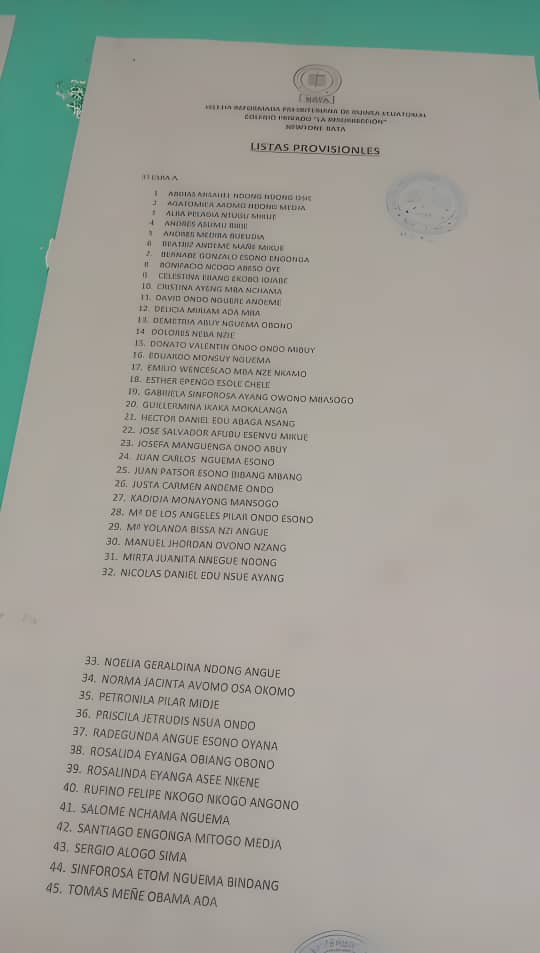 IGLESIA REFORMADA PRESBITERIANA DE GUINEA ECUATORIAL
COLEGIO PRIVADO "LA RESURRECCIÓN"
NEWTONE-BATA
LISTAS PROVISIONLES
3º ESBA-A
1 ABDIAS MISAHEL NDONG NDONG
2 AGATOMICA AVOMO NDONG MEDJA
3 ALBA PELAGIA NTUGU MIKUE
4 ANDRES ASUMU
5 ANDRES MEDIBA BUEUDIA
6 BEATRIZ ANDEME MAÑE MIKUE
7. BERNABE GONZALO ESONO ENGONGA
8 BONIFACIO NCOGO ABESO OYE
9. CELESTINA EBANG EKOBO
10. CRISTINA AYENG MBA NCHAMA
11. DAVID ONDO NGUERE ANDEME
12. DELICIA MIRIAM ADA MBA
13. DEMETRIA ABUY NGUEMA OBONO
14 DOLORES NEBA NZIE
15. DONATO VALENTIN ONDO ONDO MIBUY
16. EDUARDO MONSUY NGUEMA
17. EMILIO WENCESLAO MBA NZE NKAMO
18. ESTHER EPENGO ESOLE CHELE
19. GABRIELA SINFOROSA AYANG OWONO MBASOGO
20. GUILLERMINA IKAKA MOKALANGA
21. HECTOR DANIEL EDU ABAGA NSANG
22. JOSE SALVADOR AFUBU ESENVU MIKUE
23. JOSEFA MANGUENGA ONDO ABUY
24. JUAN CARLOS NGUEMA ESONO
25. JUAN PATSOR ESONO BIBANG MBANG
26. JUSTA CARMEN ANDEME ONDO
27. KADIDJA MONAYONG MANSOGO
28. Mª DE LOS ANGELES PILAR ONDO ESONO
29. Mª YOLANDA BISSA NZI ANGUE
30. MANUEL JHORDAN OVONO NZANG
31. MIRTA JUANITA NNEGUE NDONG
32. NICOLAS DANIEL EDU NSUE AYANG
33. NOELIA GERALDINA NDONG ANGUE
34. NORMA JACINTA AVOMO OSA OKOMO
35. PETRONILA PILAR MIDJE
36. PRISCILA JETRUDIS NSUA ONDO
37. RADEGUNDA ANGUE ESONO OYANA
38. ROSALIDA EYANGA OBIANG OBONO
39. ROSALINDA EYANGA ASEE NKENE
40. RUFINO FELIPE NKOGO NKOGO ANGONO
41. SALOME NCHAMA NGUEMA
42. SANTIAGO ENGONGA MITOGO MEDJA
43. SERGIO ALOGO SIMA
44. SINFOROSA ETOM NGUEMA BINDANG
45. TOMAS MEÑE OBAMA ADA